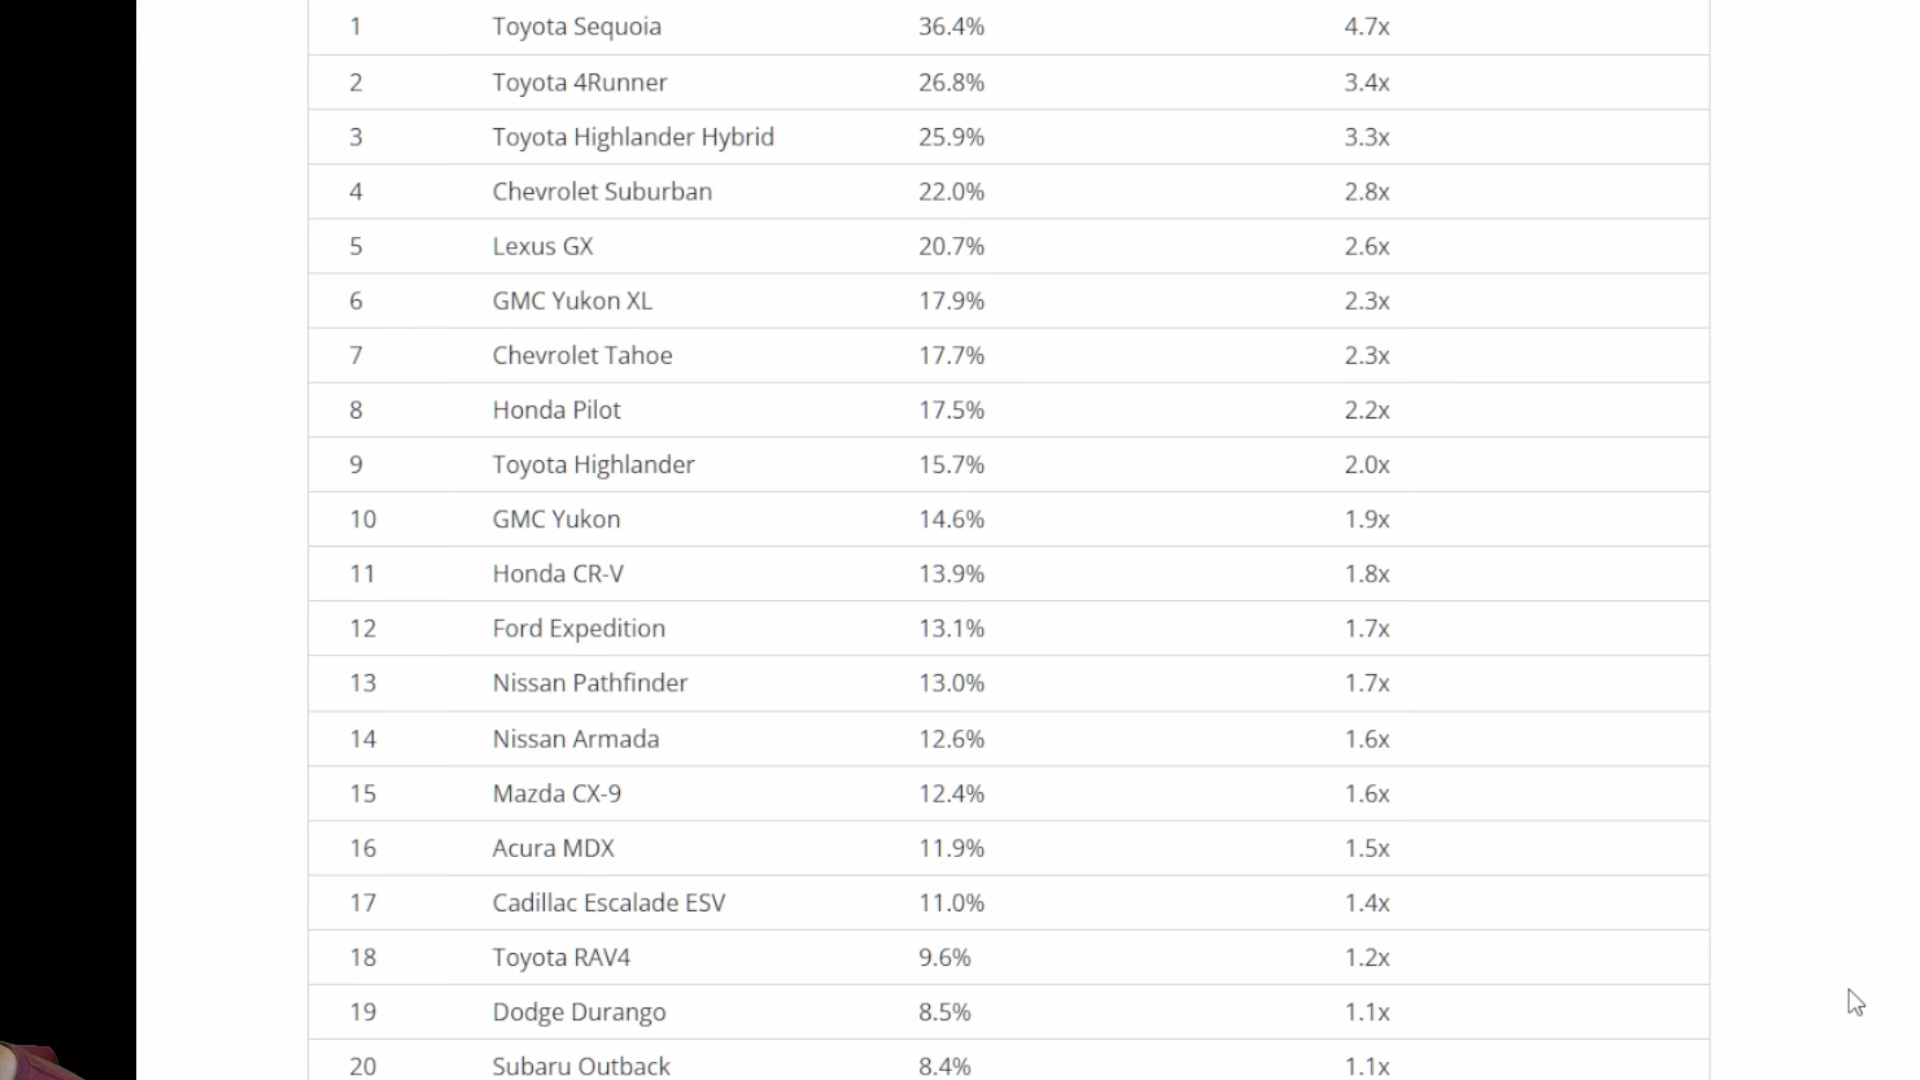 1 Toyota Sequoia 36.4% 4.7x
2 Toyota 4Runner 26.8% 3.4x
3 Toyota Highlander Hybrid 25.9% 3.3x
4 Chevrolet Suburban 22.0% 2.8x
5 Lexus GX 20.7% 2.6x
6 GMC Yukon XL 17.9% 2.3x
7 Chevrolet Tahoe 17.7% 2.3x
8 Honda Pilot 17.5% 2.2x
9 Toyota Highlander 15.7% 2.0x
10 GMC Yukon 14.6% 1.9x
11 Honda CR-V 13.9% 1.8x
12 Ford Expedition 13.1% 1.7x
13 Nissan Pathfinder 13.0% 1.7x
14 Nissan Armada 12.6% 1.6x
15 Mazda CX-9 12.4% 1.6x
16 Acura MDX 11.9% 1.5x
17 Cadillac Escalade ESV 11.0% 1.4x
18 Toyota RAV4 9.6% 1.2x
19 Dodge Durango 8.5% 1.1x
20 Subaru Outback 8.4% 1.1x